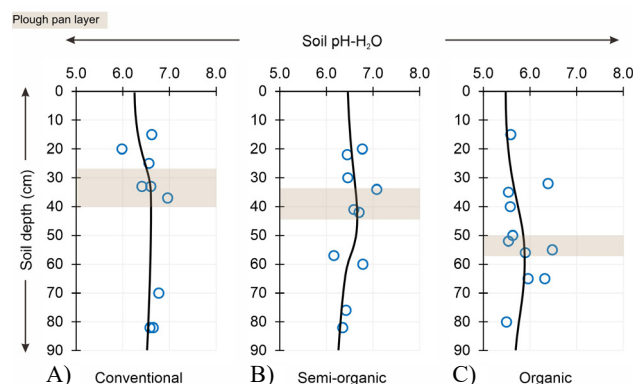 Plough pan layer
Soil pH-H₂O
5.0 6.0 7.0 8.0 5.0 6.0 7.0 8.0 5.0 6.0 7.0 8.0
0 0 0
10 10 10
20 20 20
30 30 30
40 40 40
50 50 50
60 60 60
70 70 70
80 80 80
90 90 90
Soil depth (cm)
A) Conventional B) Semi-organic C) Organic